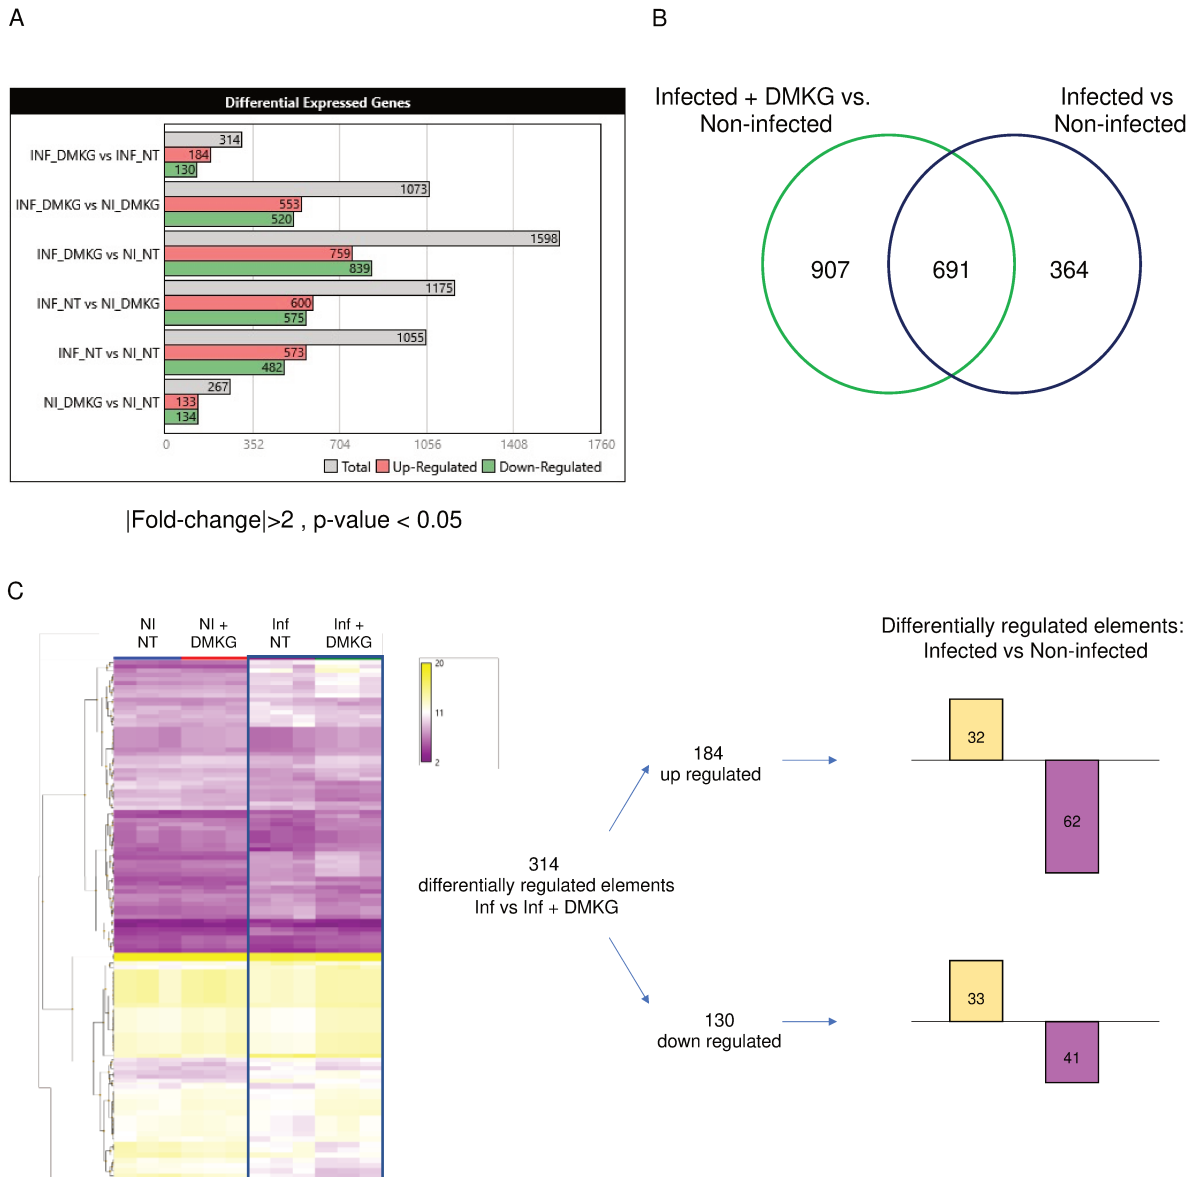 A
B
Differential Expressed Genes
INF_DMKG vs INF_NT
314
184
130
INF_DMKG vs NI_DMKG
1073
553
520
INF_DMKG vs NI_NT
1598
759
839
INF_NT vs NI_DMKG
1175
600
575
INF_NT vs NI_NT
1055
573
482
NI_DMKG vs NI_NT
267
133
134
0 352 704 1056 1408 1760
Total Up-Regulated Down-Regulated
|Fold-change|>2 , p-value < 0.05
Infected + DMKG vs.
Non-infected
Infected vs
Non-infected
907 691 364
C
NI
NT
NI +
DMKG
Inf
NT
Inf +
DMKG
20
11
2
314
differentially regulated elements
Inf vs Inf + DMKG
184
up regulated
130
down regulated
Differentially regulated elements:
Infected vs Non-infected
32
62
33
41